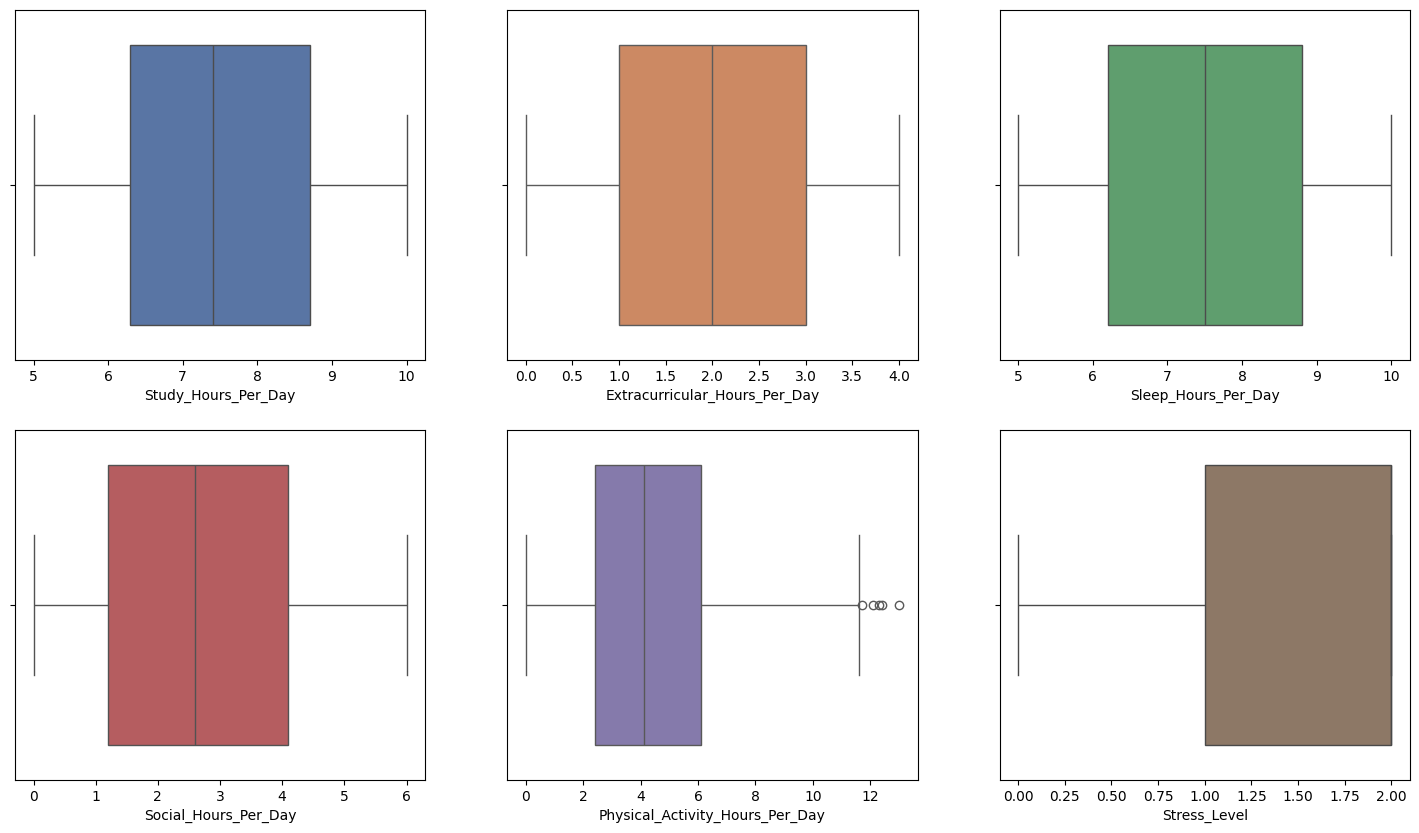 5 6 7 8 9 10
Study_Hours_Per_Day
0.0 0.5 1.0 1.5 2.0 2.5 3.0 3.5 4.0
Extracurricular_Hours_Per_Day
5 6 7 8 9 10
Sleep_Hours_Per_Day
0 1 2 3 4 5 6
Social_Hours_Per_Day
0 2 4 6 8 10 12
Physical_Activity_Hours_Per_Day
0.00 0.25 0.50 0.75 1.00 1.25 1.50 1.75 2.00
Stress_Level